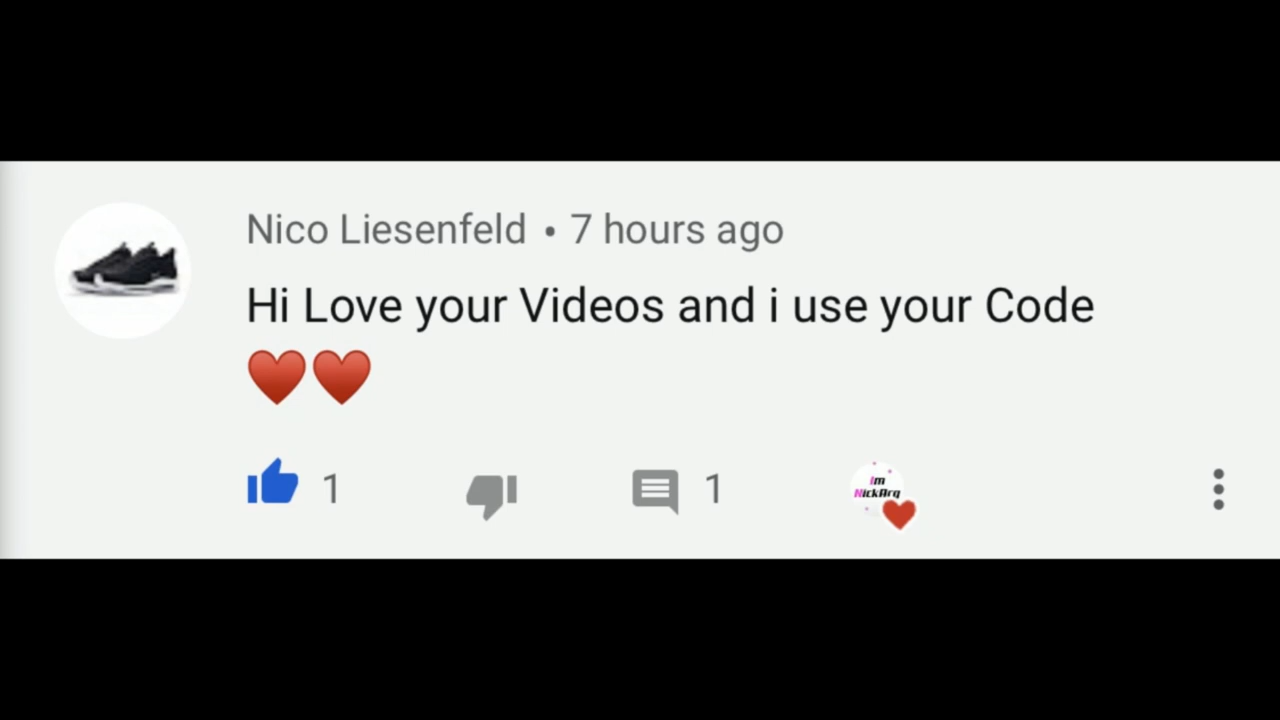 Nico Liesenfeld • 7 hours ago
Hi Love your Videos and i use your Code
♥️♥️
1
1
Im
NickArq